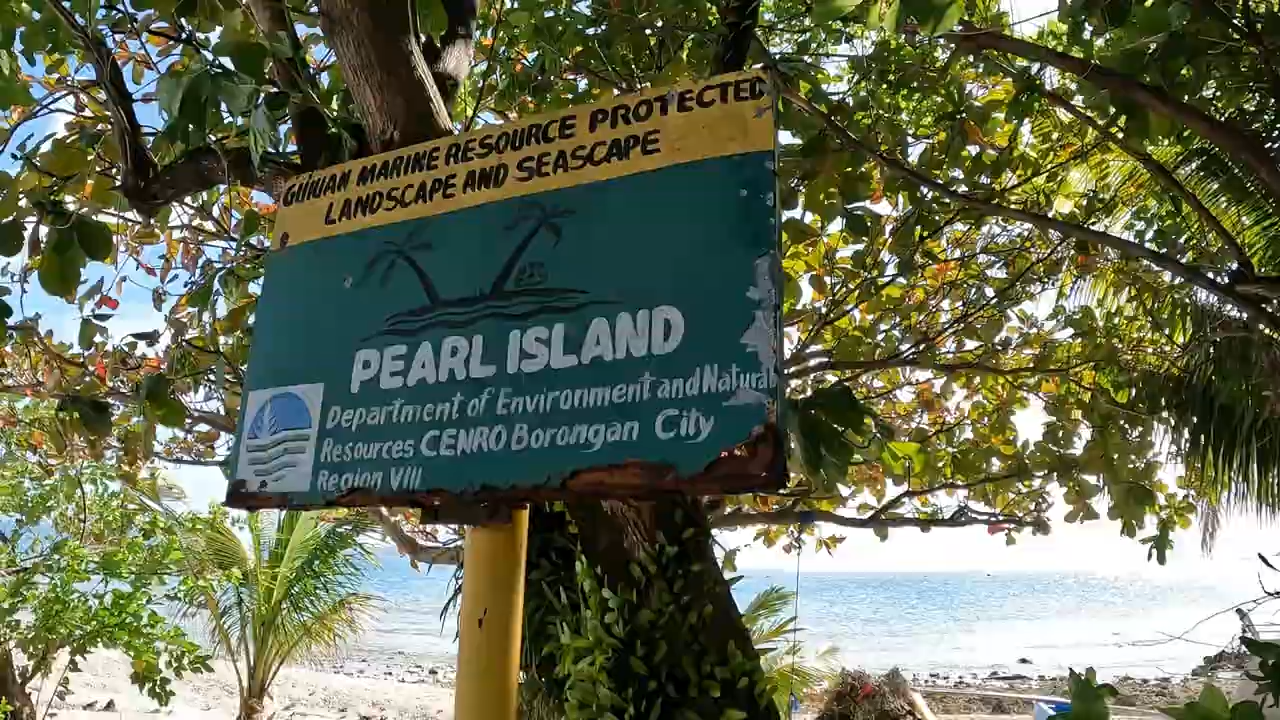 GUIUAN MARINE RESOURCE PROTECTED
LANDSCAPE AND SEASCAPE
PEARL ISLAND
Department of Environment and Natural
Resources CENRO Borongan City
Region VIII